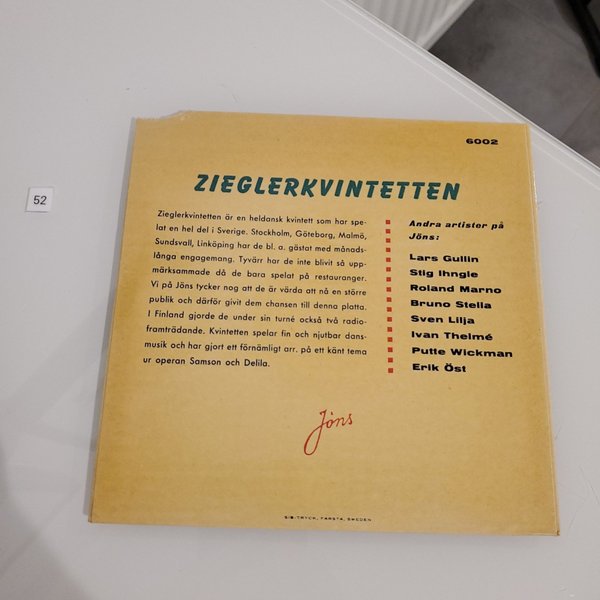 6002
ZIEGLERKVINTETTEN
Zieglerkvintetten är en heldansk kvintett som har spe-
lat en hel del i Sverige. Stockholm, Göteborg, Malmö,
Sundsvall, Linköping har de bl. a. gästat med månads-
långa engagemang. Tyvärr har de inte blivit så upp-
märksammade då de bara spelat på restauranger.
Vi på Jöns tycker nog att de är värda att nå en större
publik och därför givit dem chansen till denna platta.
I Finland gjorde de under sin turné också två radio-
framträdande. Kvintetten spelar fin och njutbar dans-
musik och har gjort ett förnämligt arr. på ett känt tema
ur operan Samson och Delila.
Andra artister på
Jöns:
Lars Gullin
Stig Ihngle
Roland Marno
Bruno Stella
Sven Lilja
Ivan Thelmé
Putte Wickman
Erik Öst
Jöns
SIB-TRYCK, FARSTA, SWEDEN
52